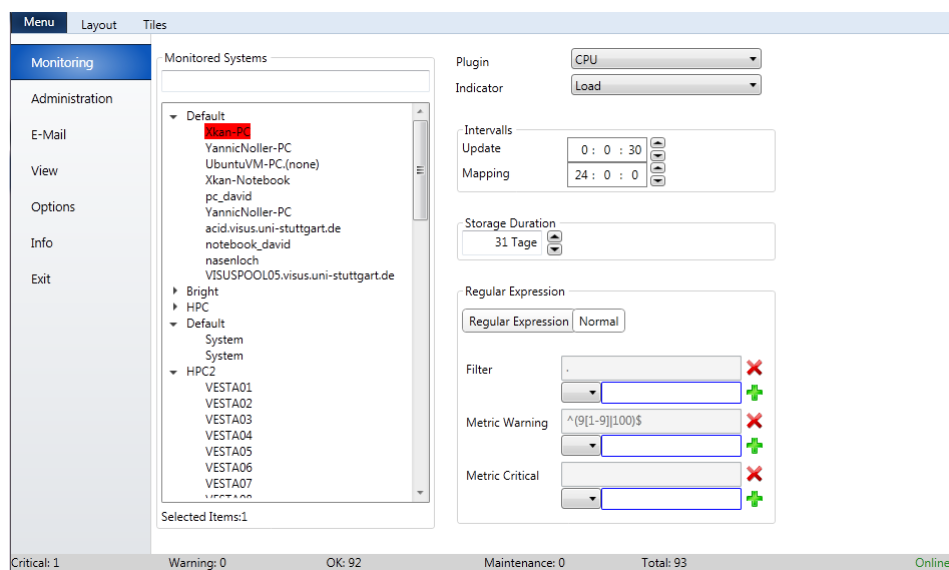 Menu Layout Tiles
Monitoring
Administration
E-Mail
View
Options
Info
Exit
Monitored Systems
Default
Xkan-PC
YannicNoller-PC
UbuntuVM-PC.(none)
Xkan-Notebook
pc_david
YannicNoller-PC
acid.visus.uni-stuttgart.de
notebook_david
nasenloch
VISUSPOOL05.visus.uni-stuttgart.de
Bright
HPC
Default
System
System
HPC2
VESTA01
VESTA02
VESTA03
VESTA04
VESTA05
VESTA06
VESTA07
Selected Items:1
Plugin CPU
Indicator Load
Intervalls
Update 0 : 0 : 30
Mapping 24 : 0 : 0
Storage Duration
31 Tage
Regular Expression
Regular Expression Normal
Filter .
Metric Warning ^(9[1-9]|100)$
Metric Critical
Critical: 1 Warning: 0 OK: 92 Maintenance: 0 Total: 93 Online